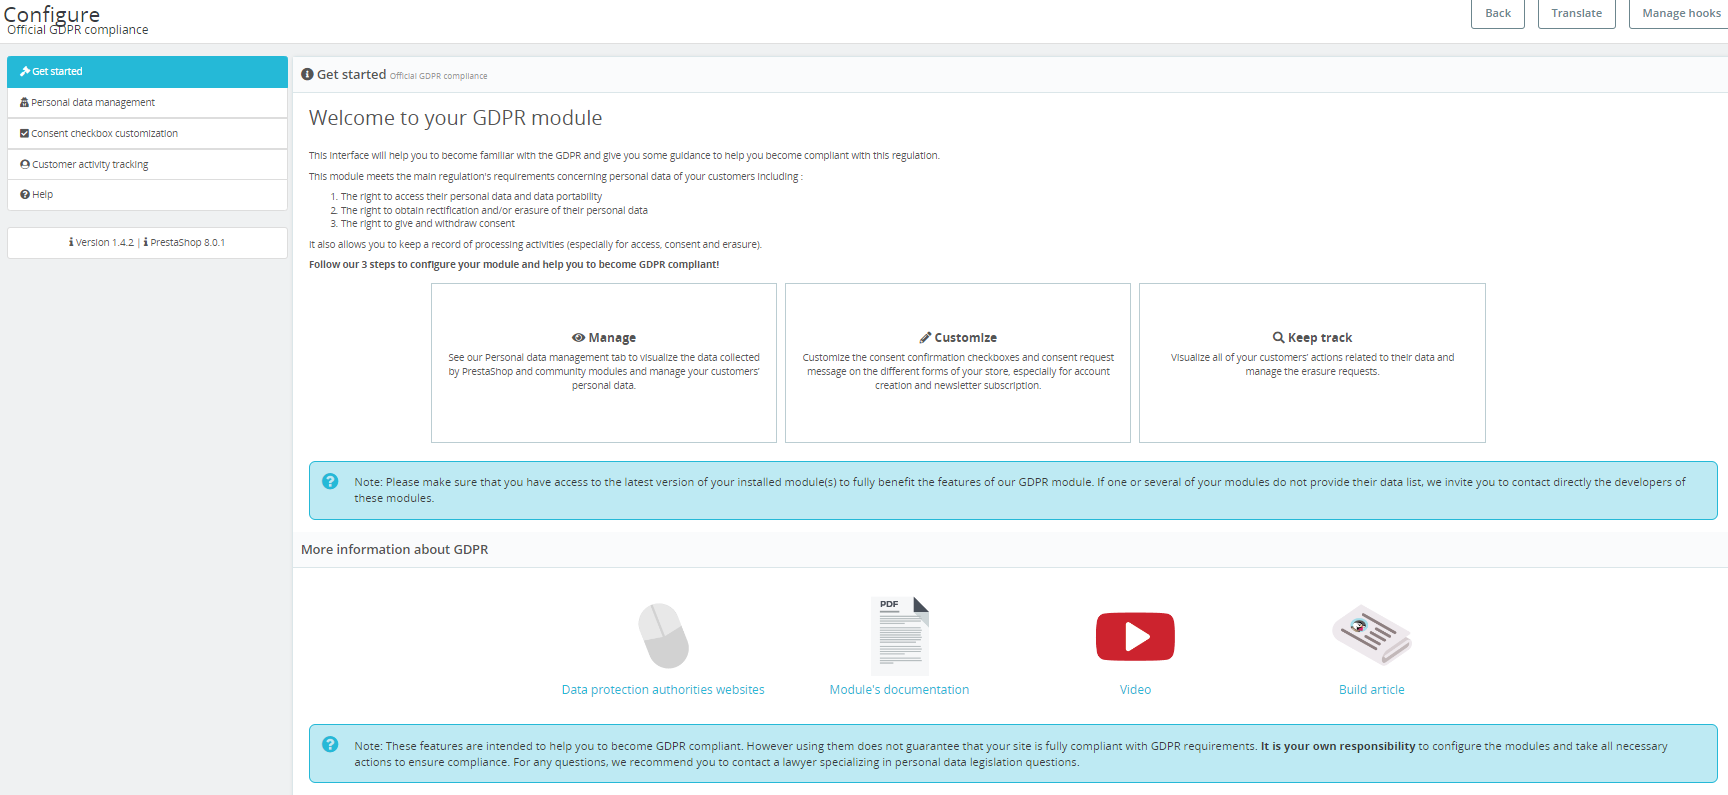 Configure
Official GDPR compliance
Back
Translate
Manage hooks
Get started
Personal data management
Consent checkbox customization
Customer activity tracking
Help
Version 1.4.2 | PrestaShop 8.0.1
Get started Official GDPR compliance
Welcome to your GDPR module
This interface will help you to become familiar with the GDPR and give you some guidance to help you become compliant with this regulation.
This module meets the main regulation's requirements concerning personal data of your customers including :
1. The right to access their personal data and data portability
2. The right to obtain rectification and/or erasure of their personal data
3. The right to give and withdraw consent
It also allows you to keep a record of processing activities (especially for access, consent and erasure).
Follow our 3 steps to configure your module and help you to become GDPR compliant!
Manage
See our Personal data management tab to visualize the data collected
by PrestaShop and community modules and manage your customers'
personal data.
Customize
Customize the consent confirmation checkboxes and consent request
message on the different forms of your store, especially for account
creation and newsletter subscription.
Keep track
Visualize all of your customers' actions related to their data and
manage the erasure requests.
Note: Please make sure that you have access to the latest version of your installed module(s) to fully benefit the features of our GDPR module. If one or several of your modules do not provide their data list, we invite you to contact directly the developers of
these modules.
More information about GDPR
PDF
Data protection authorities websites
Module's documentation
Video
Build article
Note: These features are intended to help you to become GDPR compliant. However using them does not guarantee that your site is fully compliant with GDPR requirements. It is your own responsibility to configure the modules and take all necessary
actions to ensure compliance. For any questions, we recommend you to contact a lawyer specializing in personal data legislation questions.